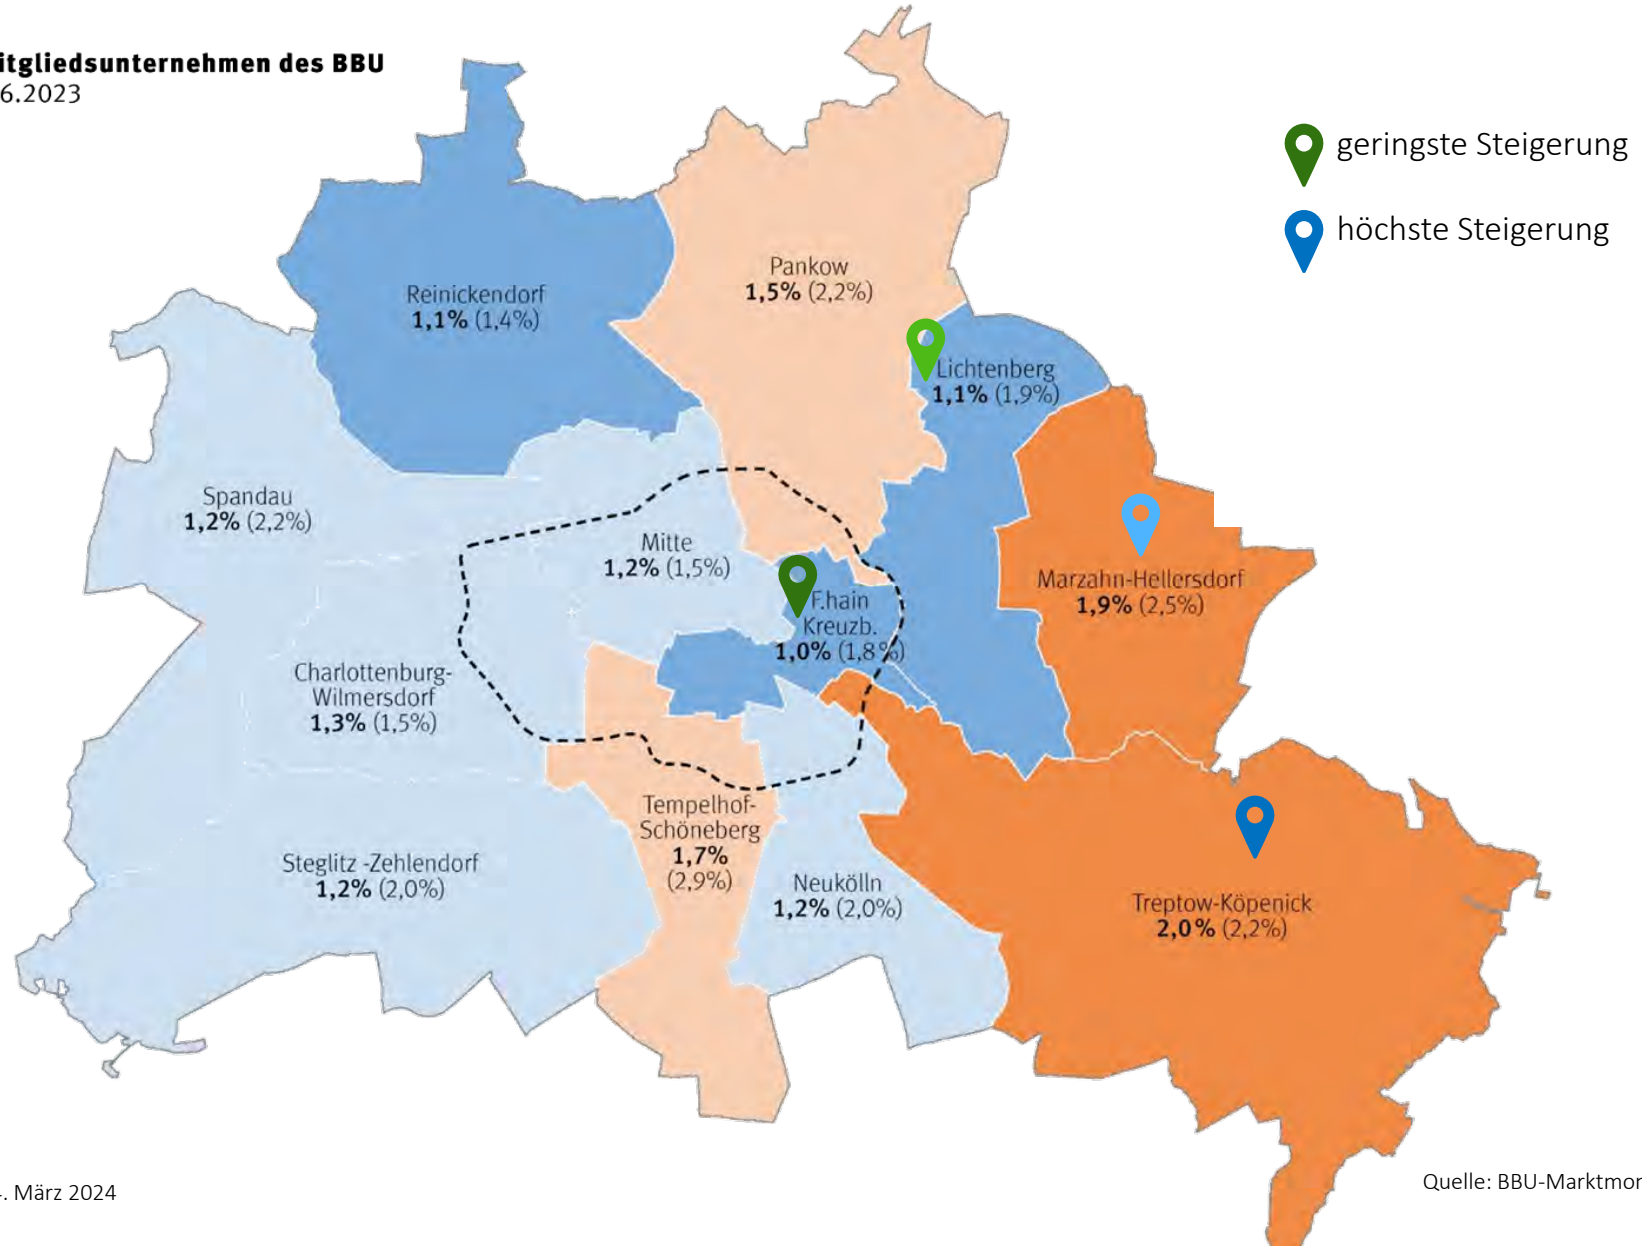 itgliedsunternehmen des BBU
6.2023
geringste Steigerung
höchste Steigerung
Pankow
1,5% (2,2%)
Reinickendorf
1,1% (1,4%)
Lichtenberg
1,1% (1,9%)
Spandau
1,2% (2,2%)
Mitte
1,2% (1,5%)
Marzahn-Hellersdorf
1,9% (2,5%)
F.hain
Kreuzb.
1,0% (1,8%)
Charlottenburg-
Wilmersdorf
1,3% (1,5%)
Tempelhof-
Schöneberg
1,7%
(2,9%)
Steglitz -Zehlendorf
1,2% (2,0%)
Neukölln
1,2% (2,0%)
Treptow-Köpenick
2,0% (2,2%)
. März 2024
Quelle: BBU-Marktmor